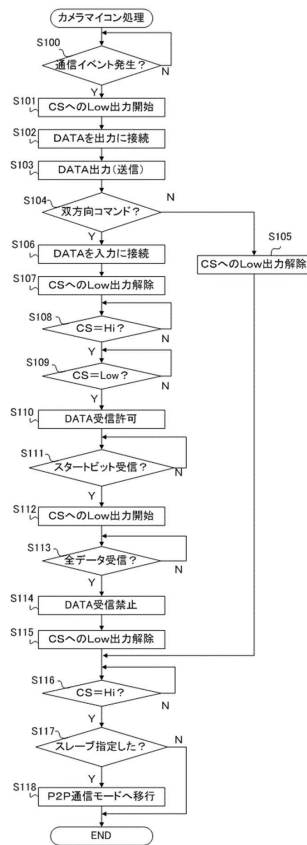 カメラマイコン処理
S100
通信イベント発生？
N
Y
S101
CSへのLow出力開始
S102
DATAを出力に接続
S103
DATA出力(送信)
S104
N
双方向コマンド？
Y
S106
DATAを入力に接続
S105
CSへのLow出力解除
S107
CSへのLow出力解除
S108
CS＝Hi？
N
Y
S109
CS＝Low？
N
Y
S110
DATA受信許可
S111
スタートビット受信？
Y
N
S112
CSへのLow出力開始
S113
全データ受信？
Y
N
S114
DATA受信禁止
S115
CSへのLow出力解除
S116
CS＝Hi？
N
Y
S117
N
スレーブ指定した？
Y
S118
P2P通信モードへ移行
END